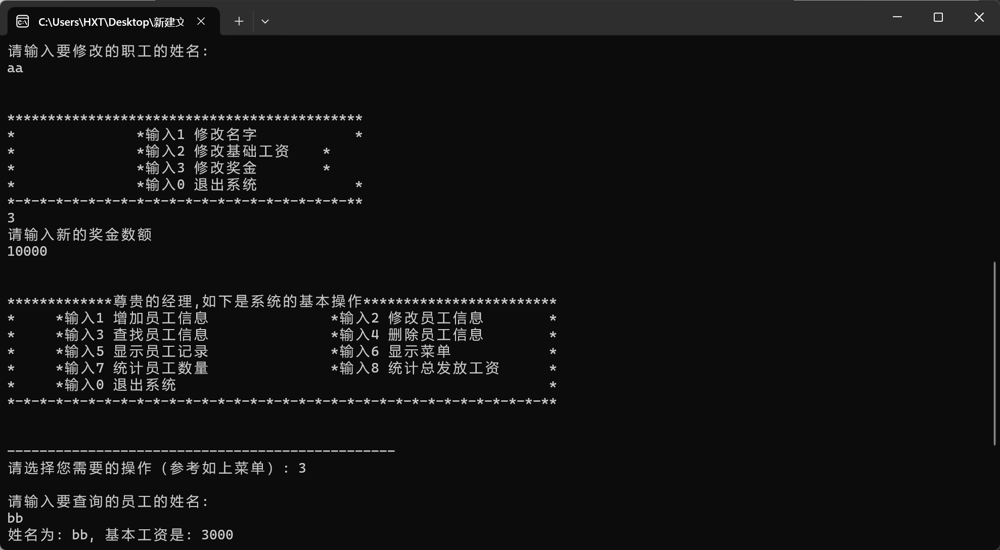 C:\Users\HXT\Desktop\新建文
请输入要修改的职工的姓名:
aa
********************************************
*               *输入1 修改名字            *
*               *输入2 修改基础工资    *
*               *输入3 修改奖金        *
*               *输入0 退出系统            *
*-*-*-*-*-*-*-*-*-*-*-*-*-*-*-*-*-*-*-*-*-**
3
请输入新的奖金数额
10000
*************尊贵的经理,如下是系统的基本操作************************
*     *输入1 增加员工信息               *输入2 修改员工信息        *
*     *输入3 查找员工信息               *输入4 删除员工信息        *
*     *输入5 显示员工记录               *输入6 显示菜单            *
*     *输入7 统计员工数量               *输入8 统计总发放工资      *
*     *输入0 退出系统                                              *
*-*-*-*-*-*-*-*-*-*-*-*-*-*-*-*-*-*-*-*-*-*-*-*-*-*-*-*-*-*-*-*-*-**
------------------------------------------------
请选择您需要的操作（参考如上菜单）: 3
请输入要查询的员工的姓名:
bb
姓名为: bb, 基本工资是: 3000